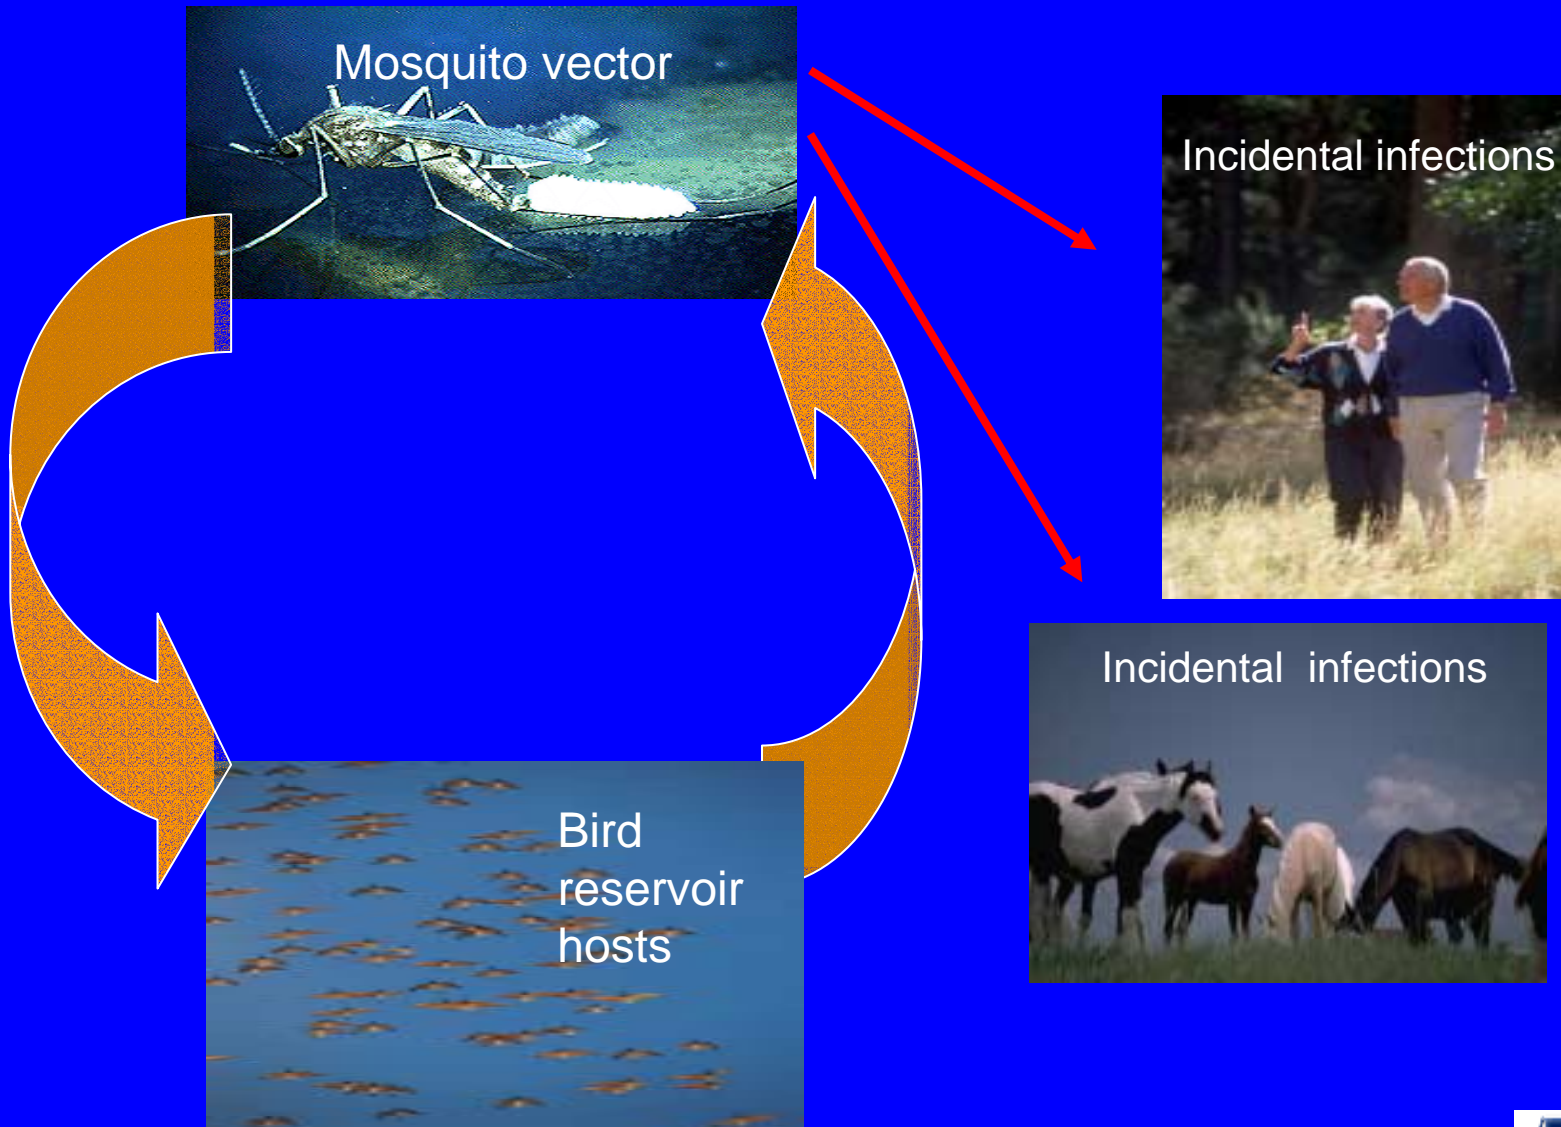 Mosquito vector
Incidental infections
Incidental  infections
Bird
reservoir
hosts